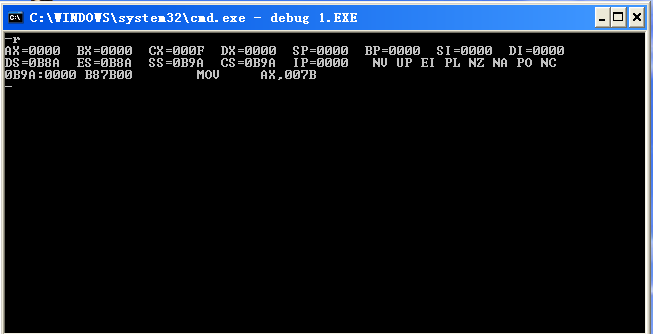 C:\WINDOWS\system32\cmd.exe - debug 1.EXE
-r
AX=0000  BX=0000  CX=000F  DX=0000  SP=0000  BP=0000  SI=0000  DI=0000
DS=0B8A  ES=0B8A  SS=0B9A  CS=0B9A  IP=0000   NV UP EI PL NZ NA PO NC
0B9A:0000 B87B00        MOV     AX,007B
-